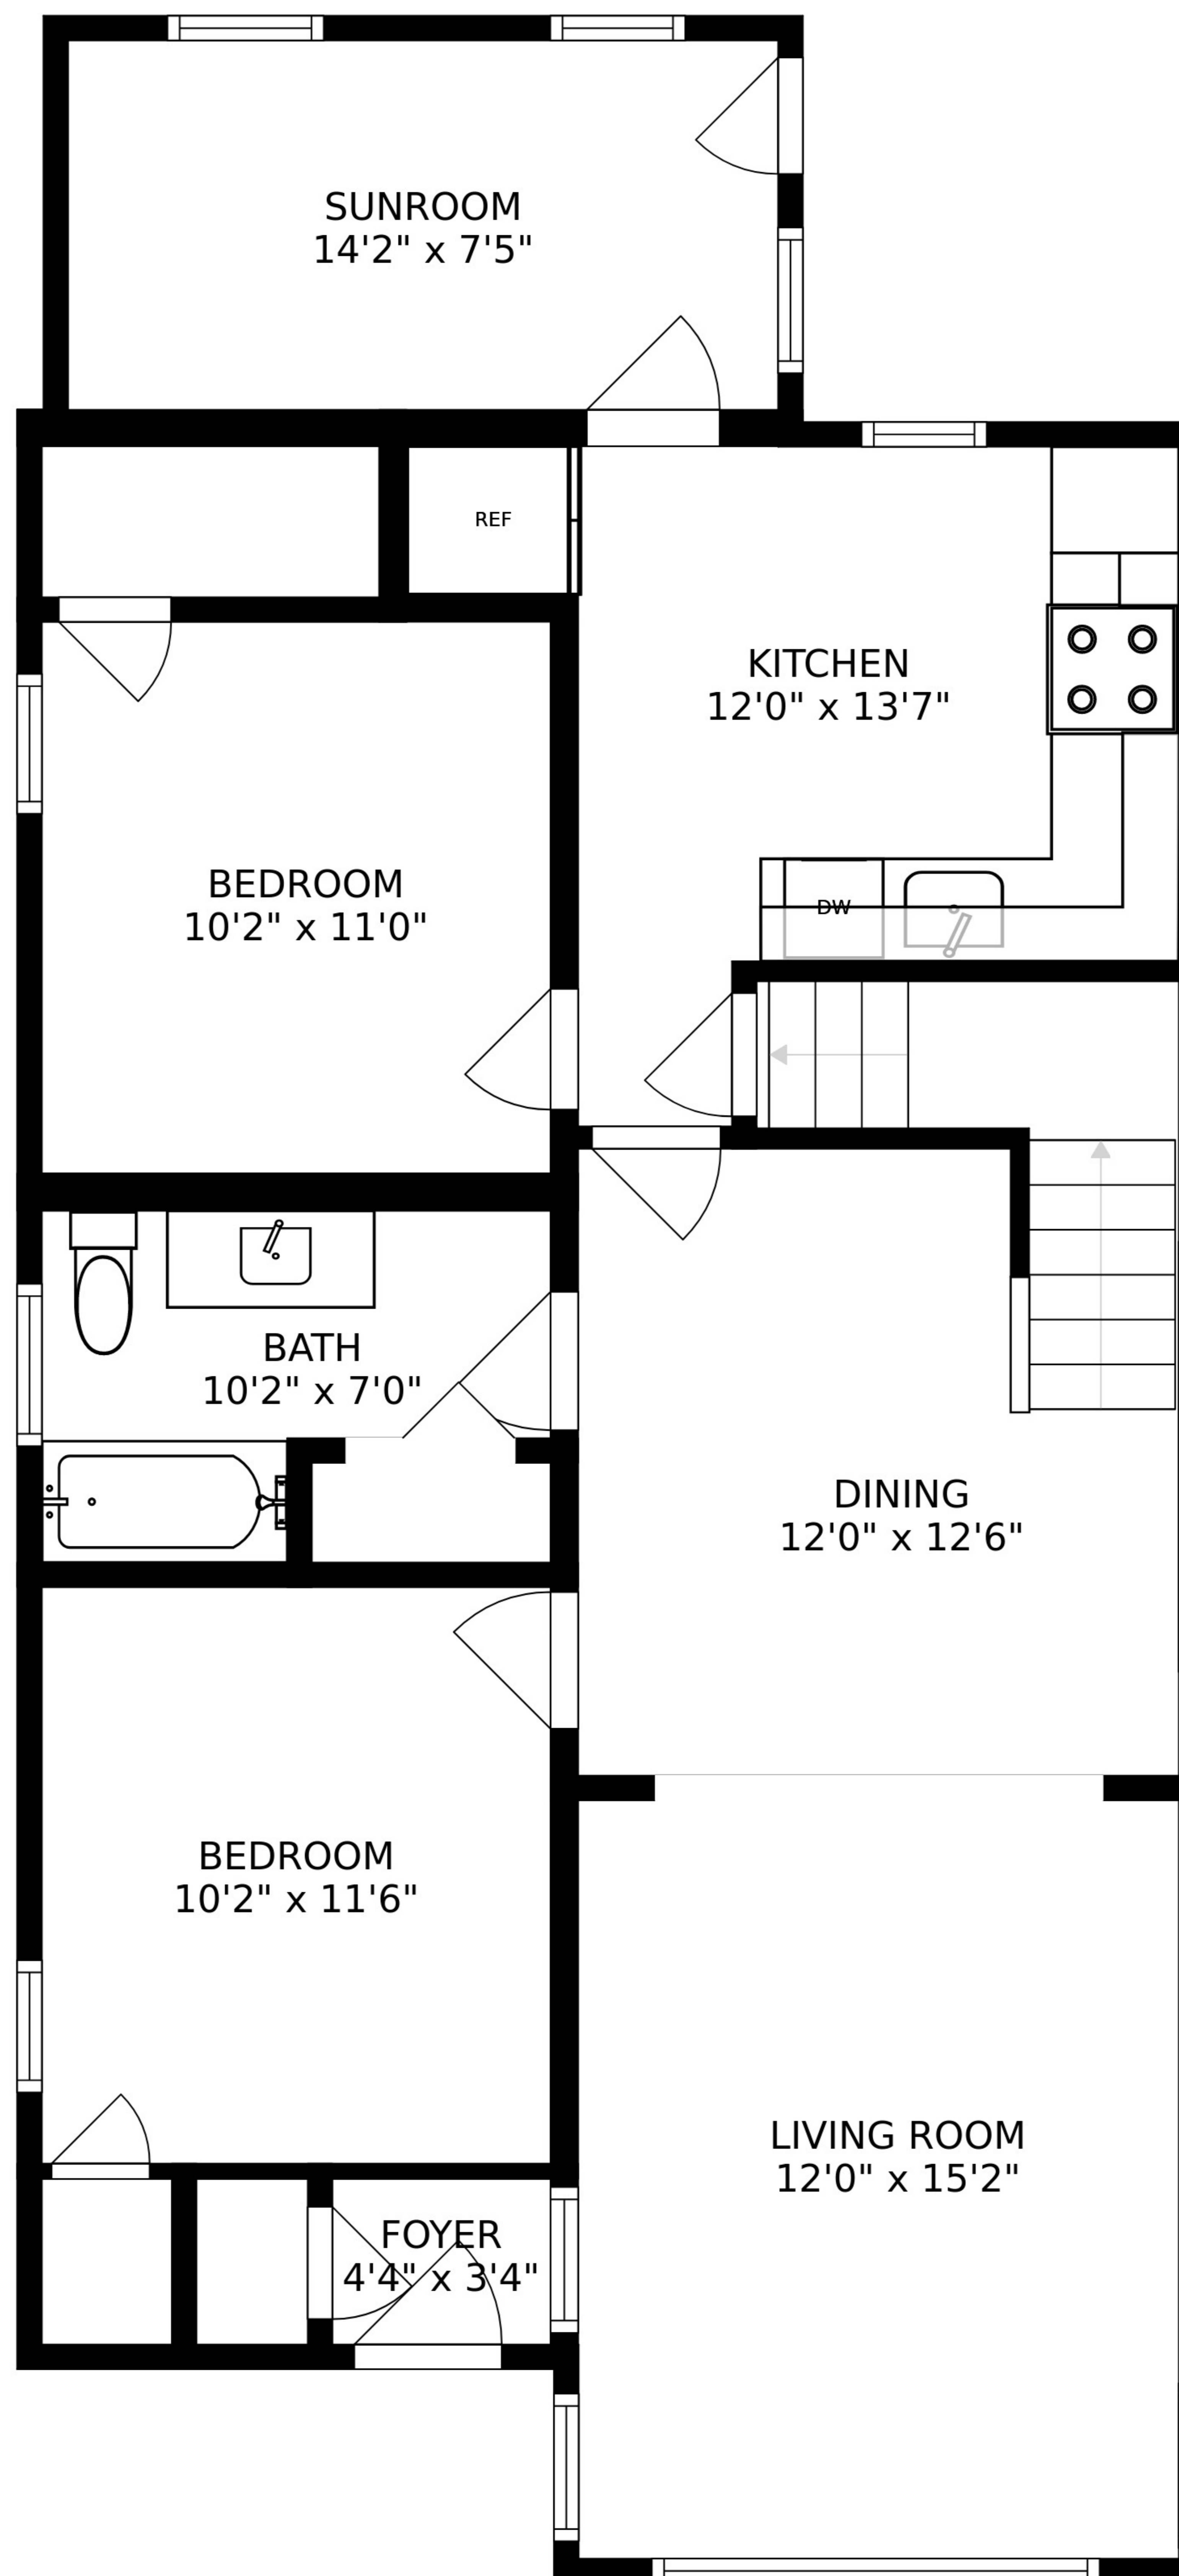 SUNROOM
14'2" x 7'5"
REF
KITCHEN
12'0" x 13'7"
BEDROOM
10'2" x 11'0"
DW
BATH
10'2" x 7'0"
DINING
12'0" x 12'6"
BEDROOM
10'2" x 11'6"
LIVING ROOM
12'0" x 15'2"
FOYER
4'4" x 3'4"